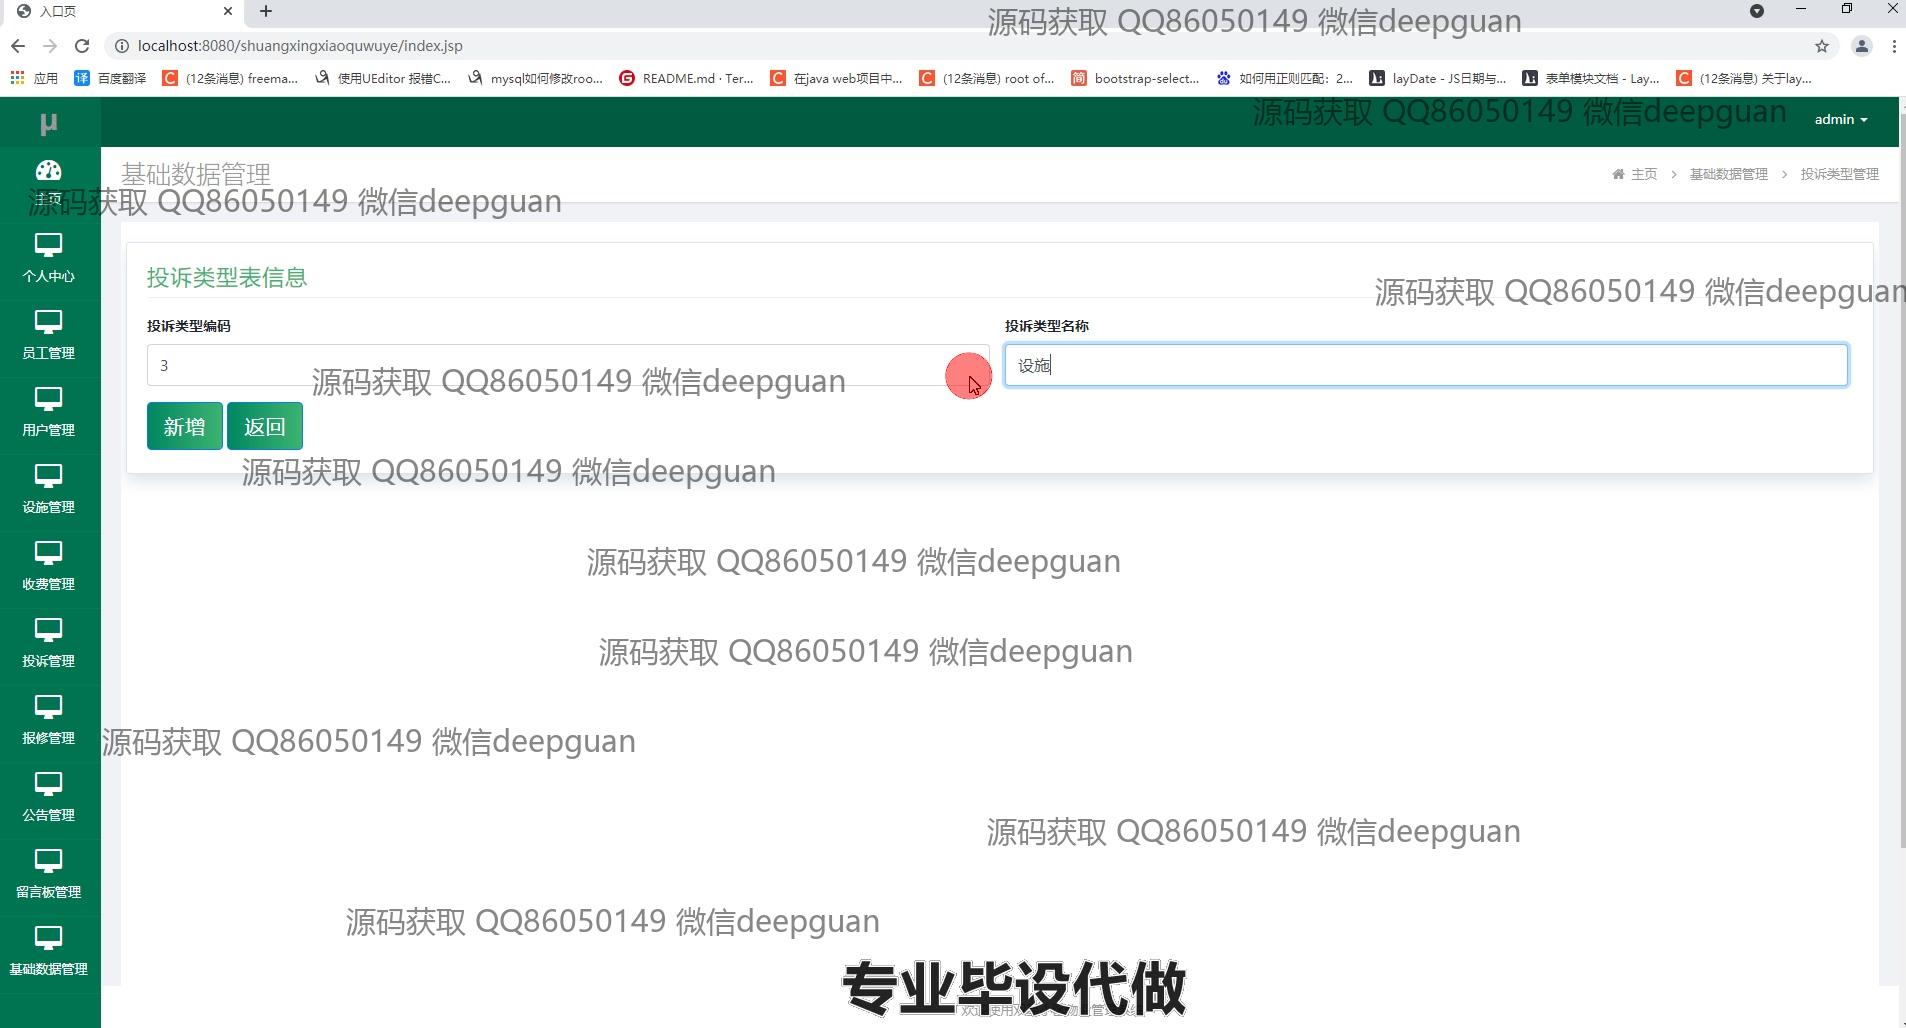 入口页
源码获取 QQ86050149 微信deepguan
localhost:8080/shuangxingxiaoquwuye/index.jsp
应用 百度翻译 (12条消息) freema... 使用UEditor 报错C... mysql如何修改roo... README.md · Ter... 在java web项目中... (12条消息) root of... bootstrap-select... 如何用正则匹配：2... layDate - JS日期与... 表单模块文档 - Lay... (12条消息) 关于lay...
µ
源码获取 QQ86050149 微信deepguan
admin
主页
基础数据管理
主页 > 基础数据管理 > 投诉类型管理
源码获取 QQ86050149 微信deepguan
个人中心
投诉类型表信息
源码获取 QQ86050149 微信deepguan
投诉类型编码 投诉类型名称
员工管理
3 设施
源码获取 QQ86050149 微信deepguan
新增 返回
用户管理
源码获取 QQ86050149 微信deepguan
设施管理
源码获取 QQ86050149 微信deepguan
收费管理
源码获取 QQ86050149 微信deepguan
投诉管理
报修管理
源码获取 QQ86050149 微信deepguan
公告管理
源码获取 QQ86050149 微信deepguan
留言板管理
源码获取 QQ86050149 微信deepguan
基础数据管理
专业毕设代做